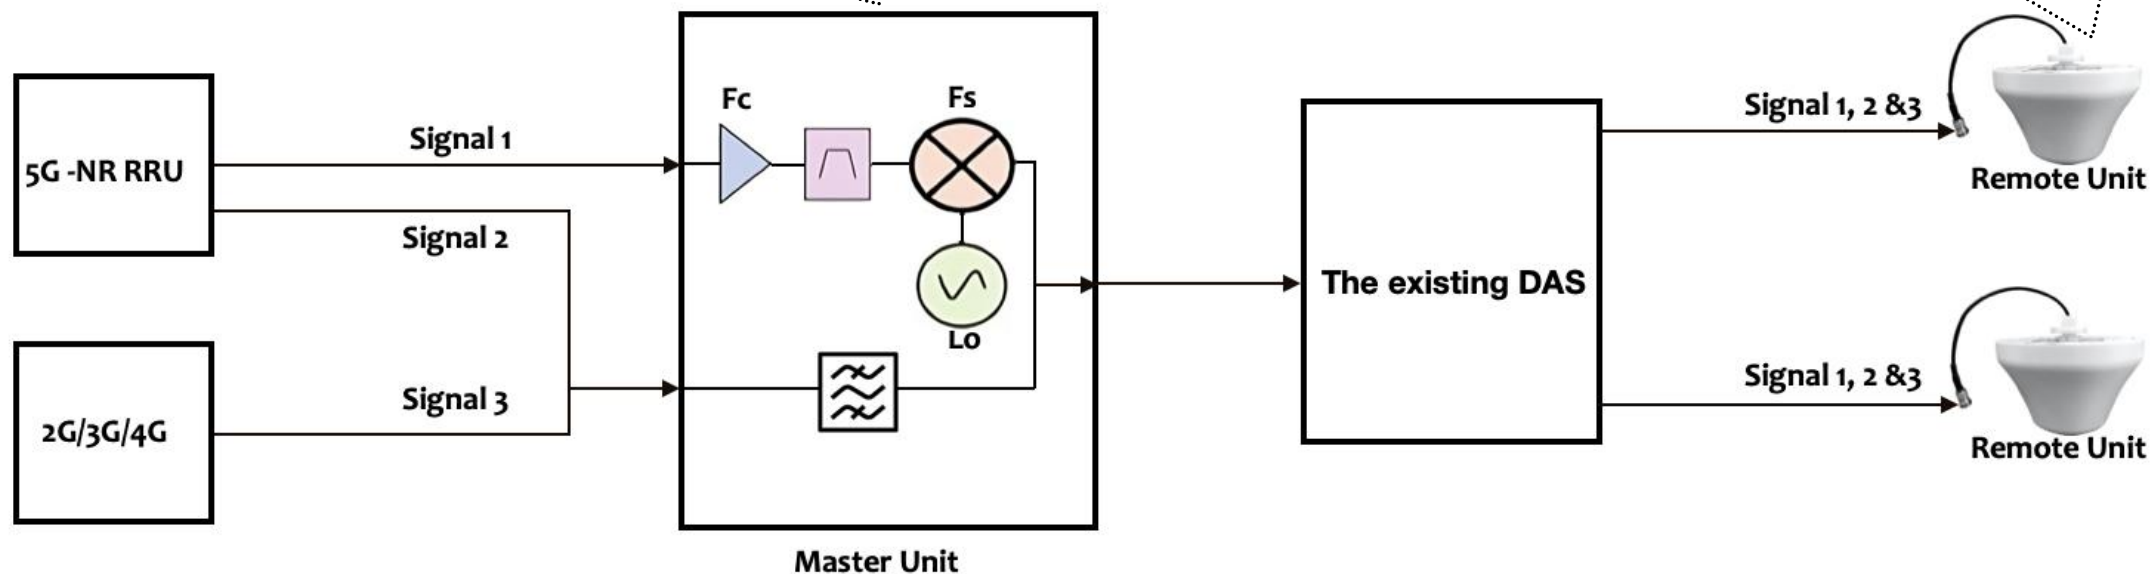 Fc
Fs
Signal 1
5G -NR RRU
Signal 2
Lo
Signal 3
2G/3G/4G
Master Unit
The existing DAS
Signal 1, 2 &3
Remote Unit
Signal 1, 2 &3
Remote Unit